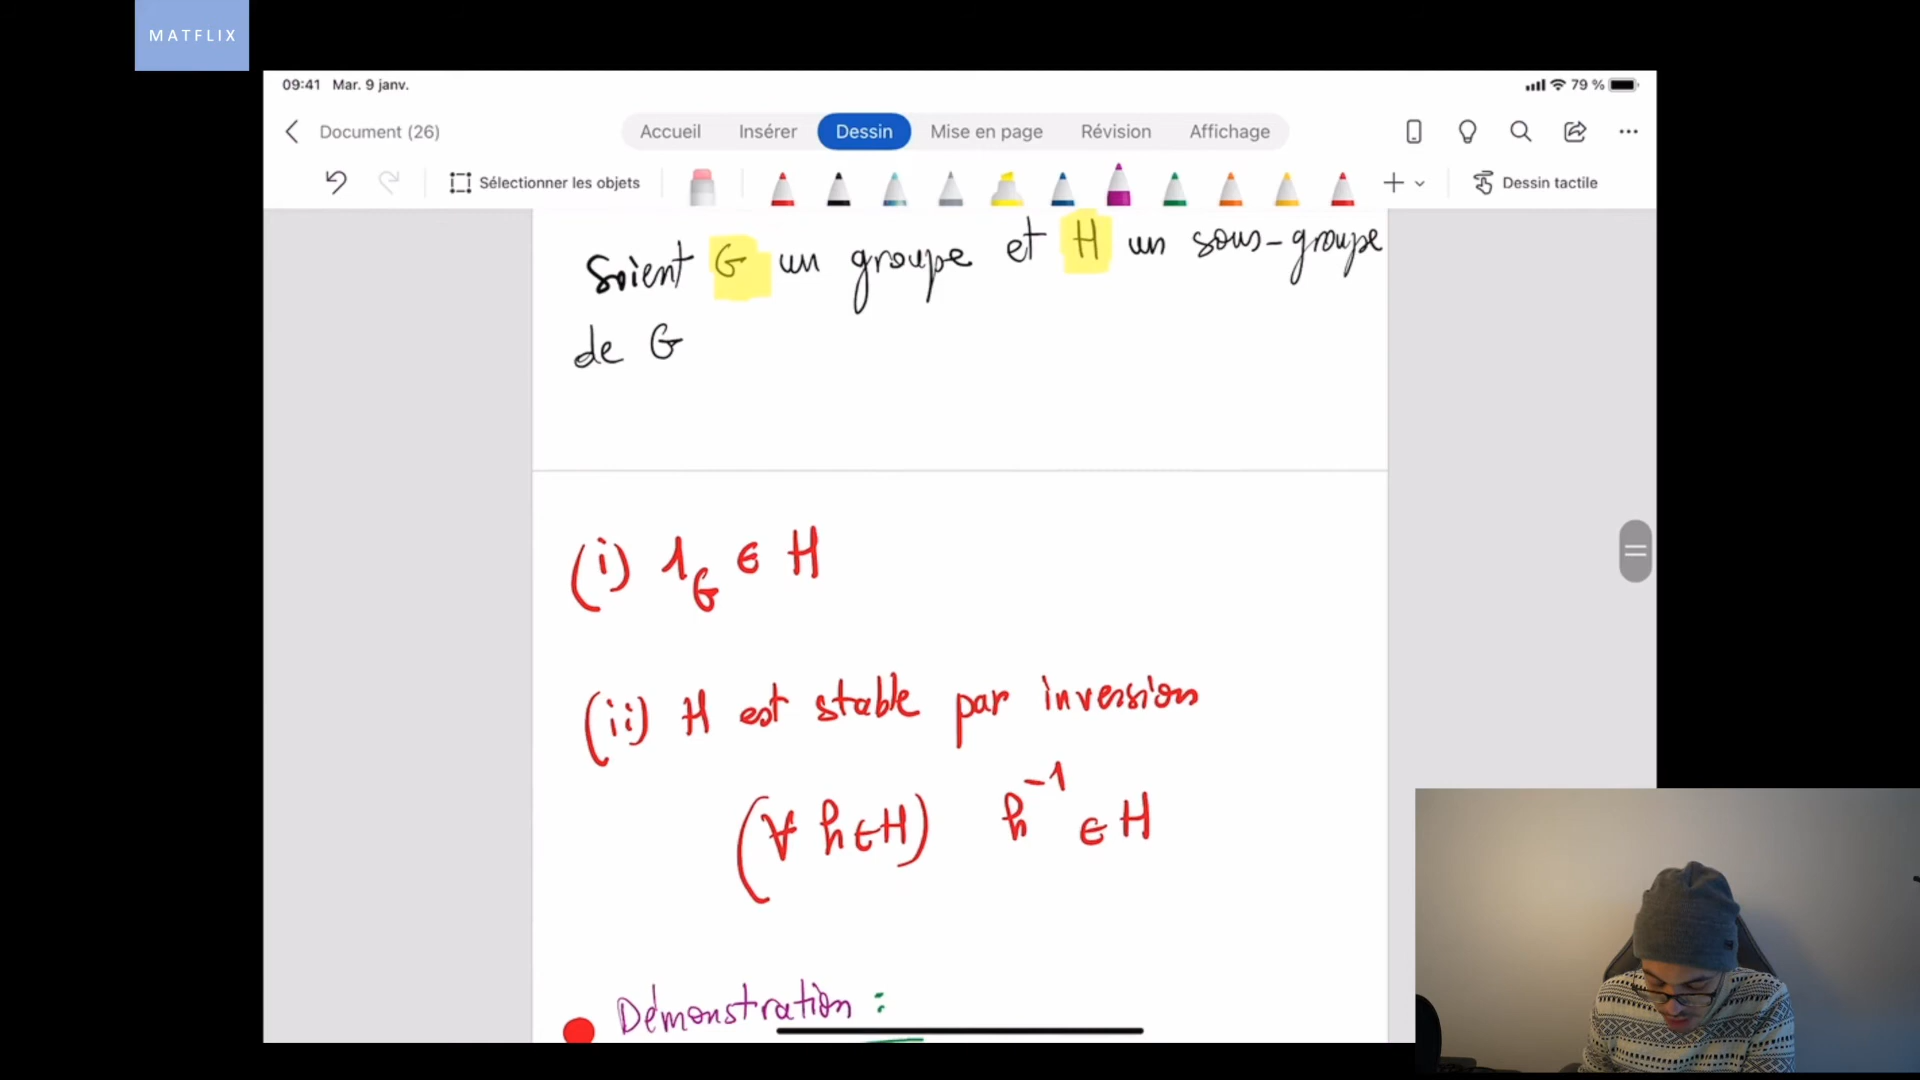 MATFLIX
09:41 Mar. 9 janv.
79 %
Document (26)
Accueil Insérer Dessin Mise en page Révision Affichage
Sélectionner les objets
Dessin tactile
Soient G un groupe et H un sous-groupe
de G
(i) 1_G ∈ H
(ii) H est stable par inversion
(∀ h∈H) h^-1 ∈ H
Démonstration :